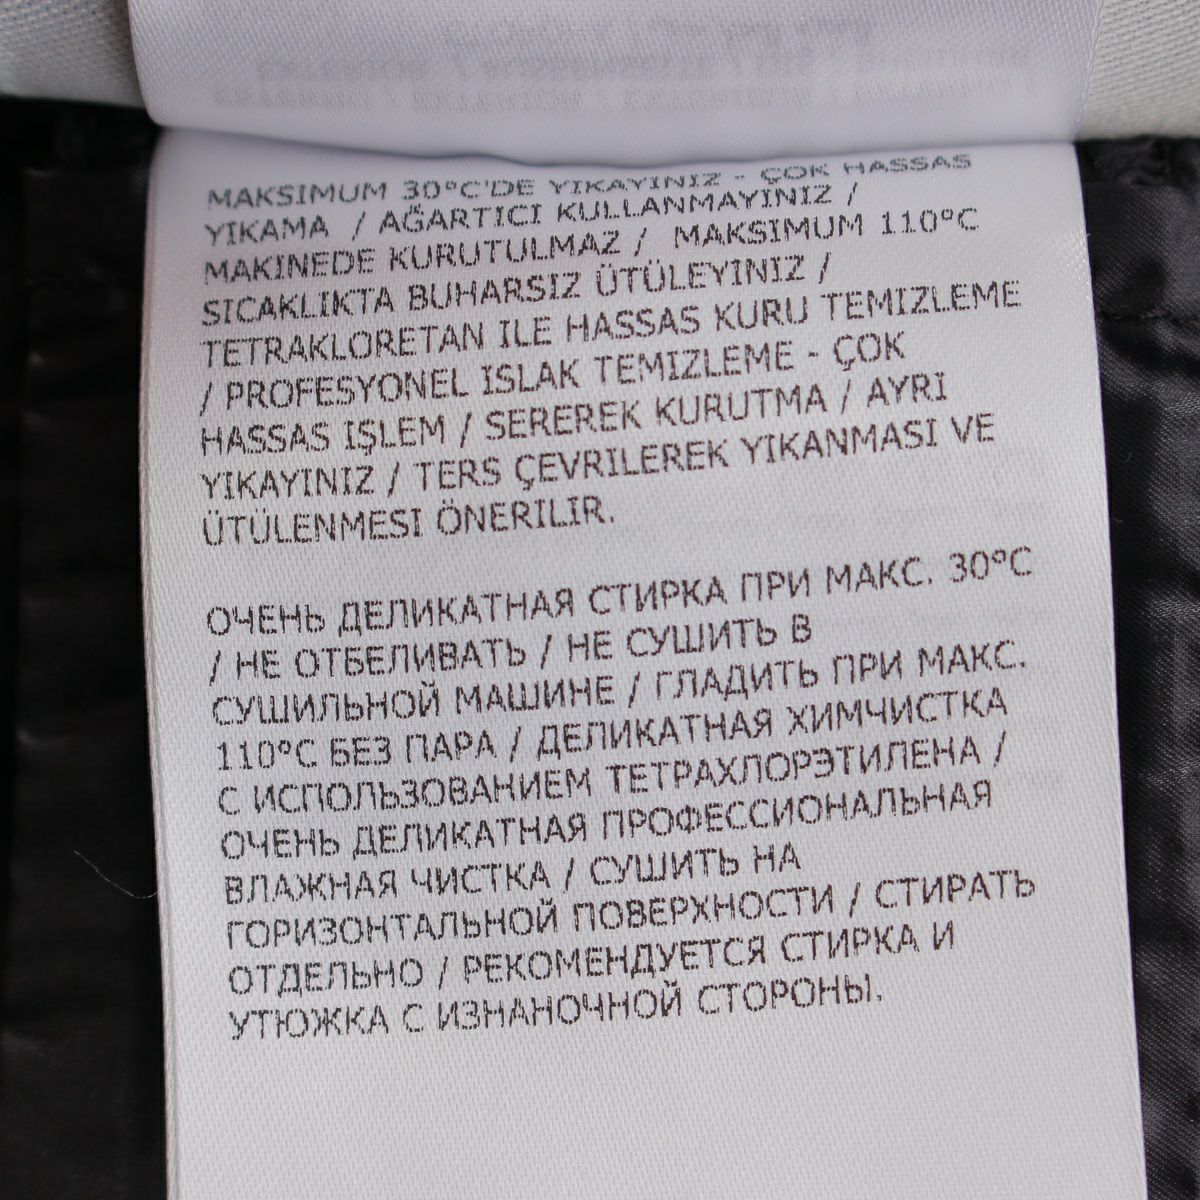 MAKSIMUM 30°C'DE YIKAYINIZ - ÇOK HASSAS
YIKAMA / AĞARTICI KULLANMAYINIZ /
MAKINEDE KURUTULMAZ / MAKSIMUM 110°C
SICAKLIKTA BUHARSIZ ÜTÜLEYINIZ /
TETRAKLORETAN ILE HASSAS KURU TEMIZLEME
/ PROFESYONEL ISLAK TEMIZLEME - ÇOK
HASSAS IŞLEM / SEREREK KURUTMA / AYRI
YIKAYINIZ / TERS ÇEVRILEREK YIKANMASI VE
ÜTÜLENMESI ÖNERILIR.
ОЧЕНЬ ДЕЛИКАТНАЯ СТИРКА ПРИ МАКС. 30°C
/ НЕ ОТБЕЛИВАТЬ / НЕ СУШИТЬ В
СУШИЛЬНОЙ МАШИНЕ / ГЛАДИТЬ ПРИ МАКС.
110°C БЕЗ ПАРА / ДЕЛИКАТНАЯ ХИМЧИСТКА
С ИСПОЛЬЗОВАНИЕМ ТЕТРАХЛОРЭТИЛЕНА /
ОЧЕНЬ ДЕЛИКАТНАЯ ПРОФЕССИОНАЛЬНАЯ
ВЛАЖНАЯ ЧИСТКА / СУШИТЬ НА
ГОРИЗОНТАЛЬНОЙ ПОВЕРХНОСТИ / СТИРАТЬ
ОТДЕЛЬНО / РЕКОМЕНДУЕТСЯ СТИРКА И
УТЮЖКА С ИЗНАНОЧНОЙ СТОРОНЫ.